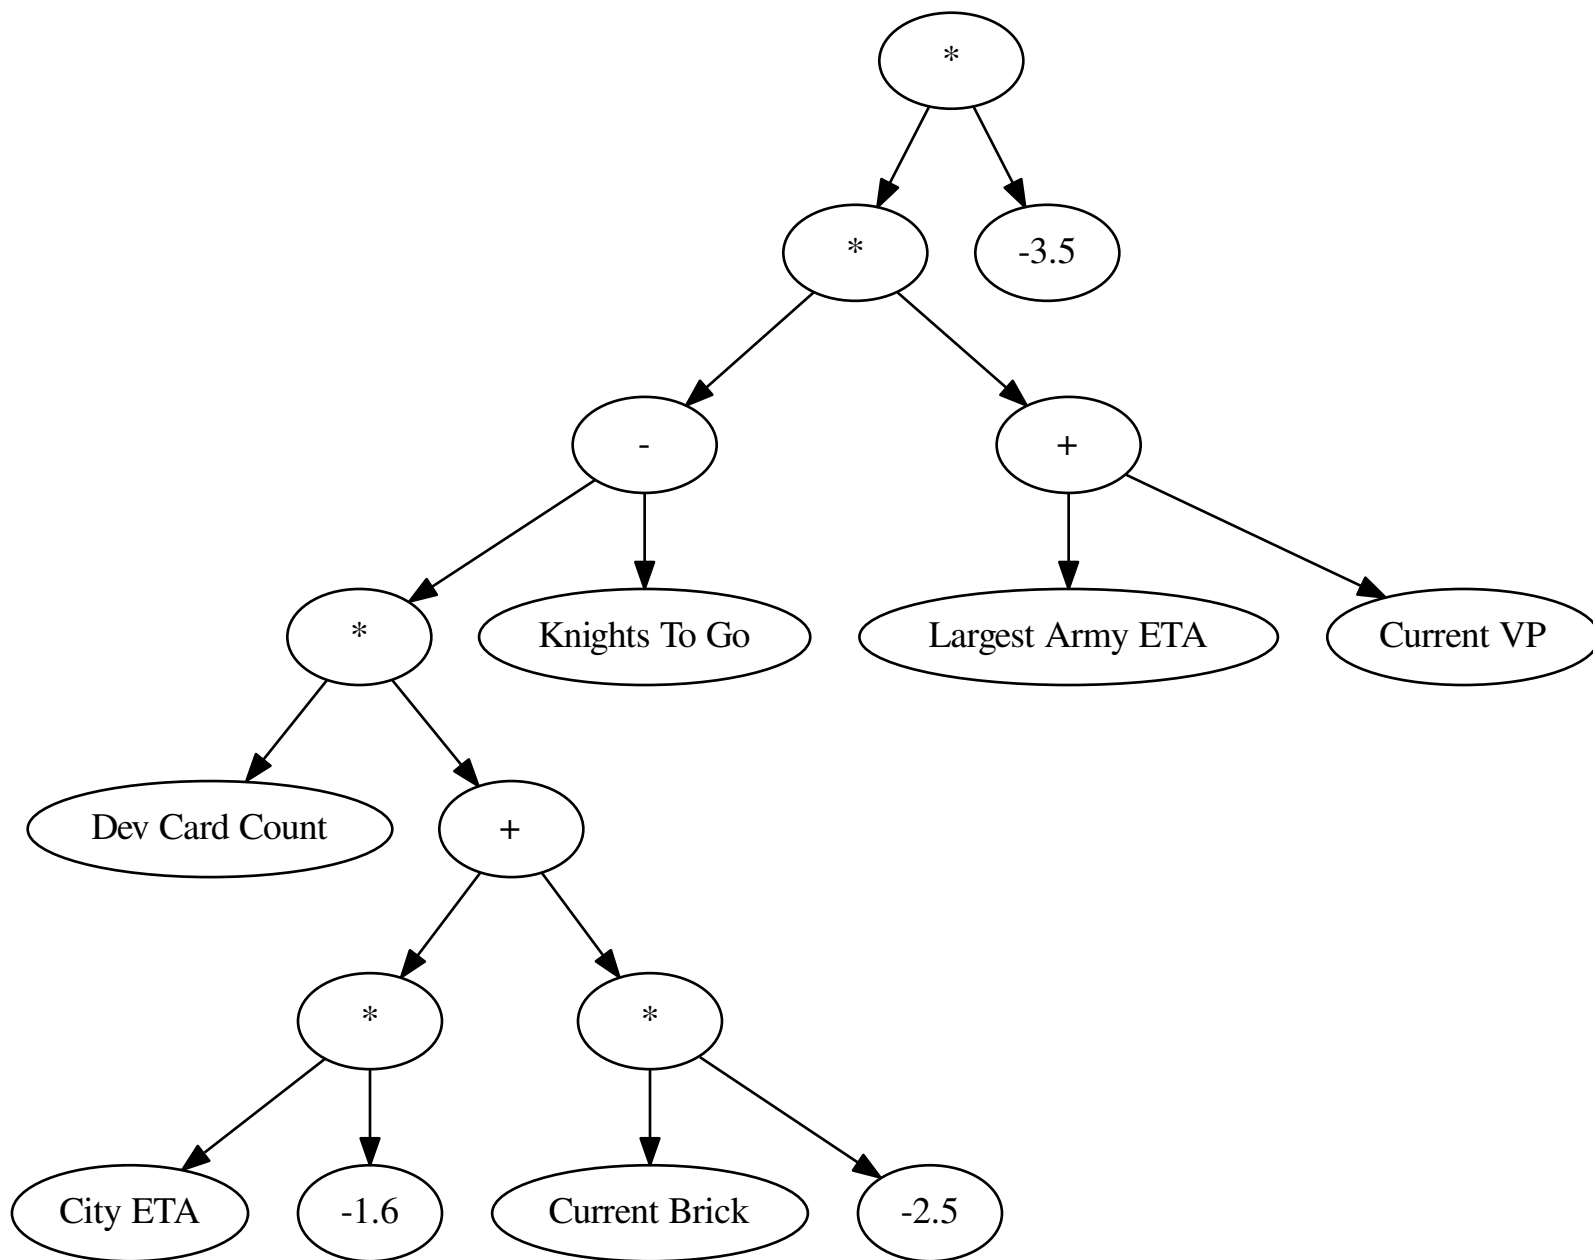 *
*
-3.5
-
+
*
Knights To Go
Largest Army ETA
Current VP
Dev Card Count
+
*
*
City ETA
-1.6
Current Brick
-2.5